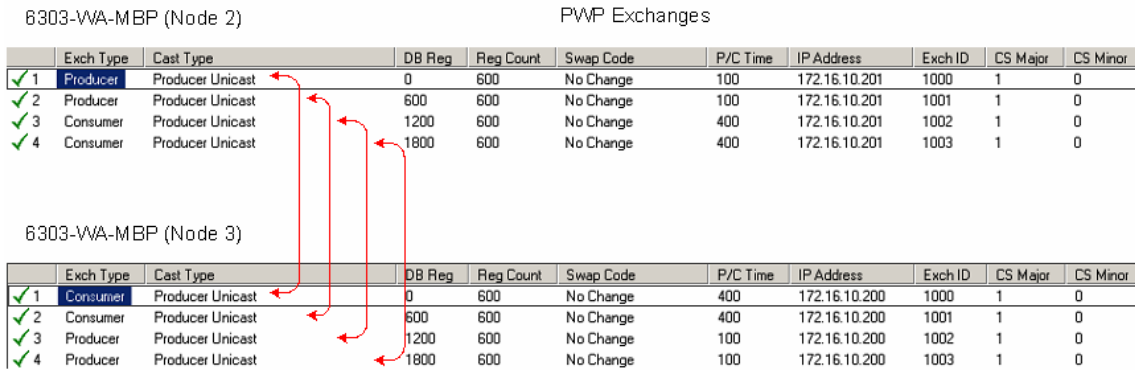 6303-WA-MBP (Node 2) PWP Exchanges
Exch Type Cast Type DB Reg Reg Count Swap Code P/C Time IP Address Exch ID CS Major CS Minor
1 Producer Producer Unicast 0 600 No Change 100 172.16.10.201 1000 1 0
2 Producer Producer Unicast 600 600 No Change 100 172.16.10.201 1001 1 0
3 Consumer Producer Unicast 1200 600 No Change 400 172.16.10.201 1002 1 0
4 Consumer Producer Unicast 1800 600 No Change 400 172.16.10.201 1003 1 0
6303-WA-MBP (Node 3)
Exch Type Cast Type DB Reg Reg Count Swap Code P/C Time IP Address Exch ID CS Major CS Minor
1 Consumer Producer Unicast 0 600 No Change 400 172.16.10.200 1000 1 0
2 Consumer Producer Unicast 600 600 No Change 400 172.16.10.200 1001 1 0
3 Producer Producer Unicast 1200 600 No Change 100 172.16.10.200 1002 1 0
4 Producer Producer Unicast 1800 600 No Change 100 172.16.10.200 1003 1 0